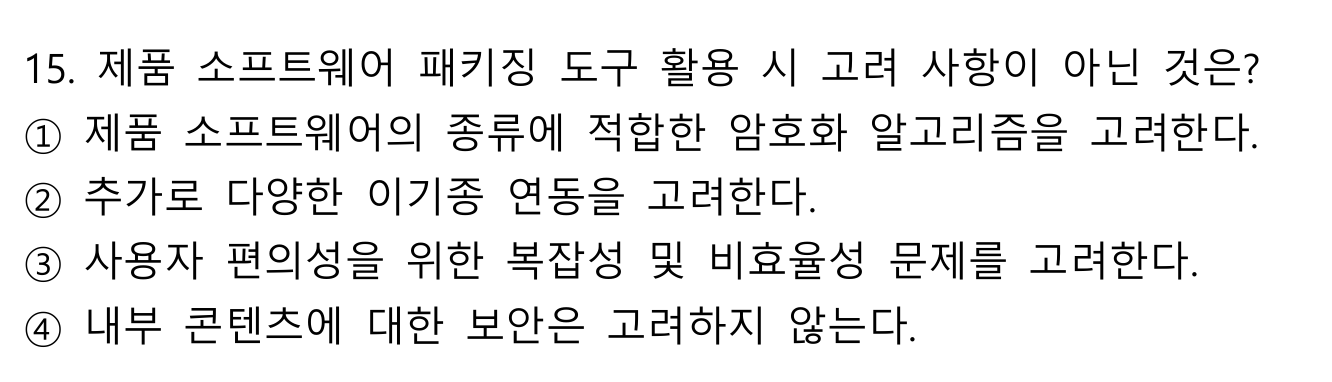 15. 제품 소프트웨어 패키징 도구 활용 시 고려 사항이 아닌 것은?
① 제품 소프트웨어의 종류에 적합한 암호화 알고리즘을 고려한다.
② 추가로 다양한 이기종 연동을 고려한다.
③ 사용자 편의성을 위한 복잡성 및 비효율성 문제를 고려한다.
④ 내부 콘텐츠에 대한 보안은 고려하지 않는다.